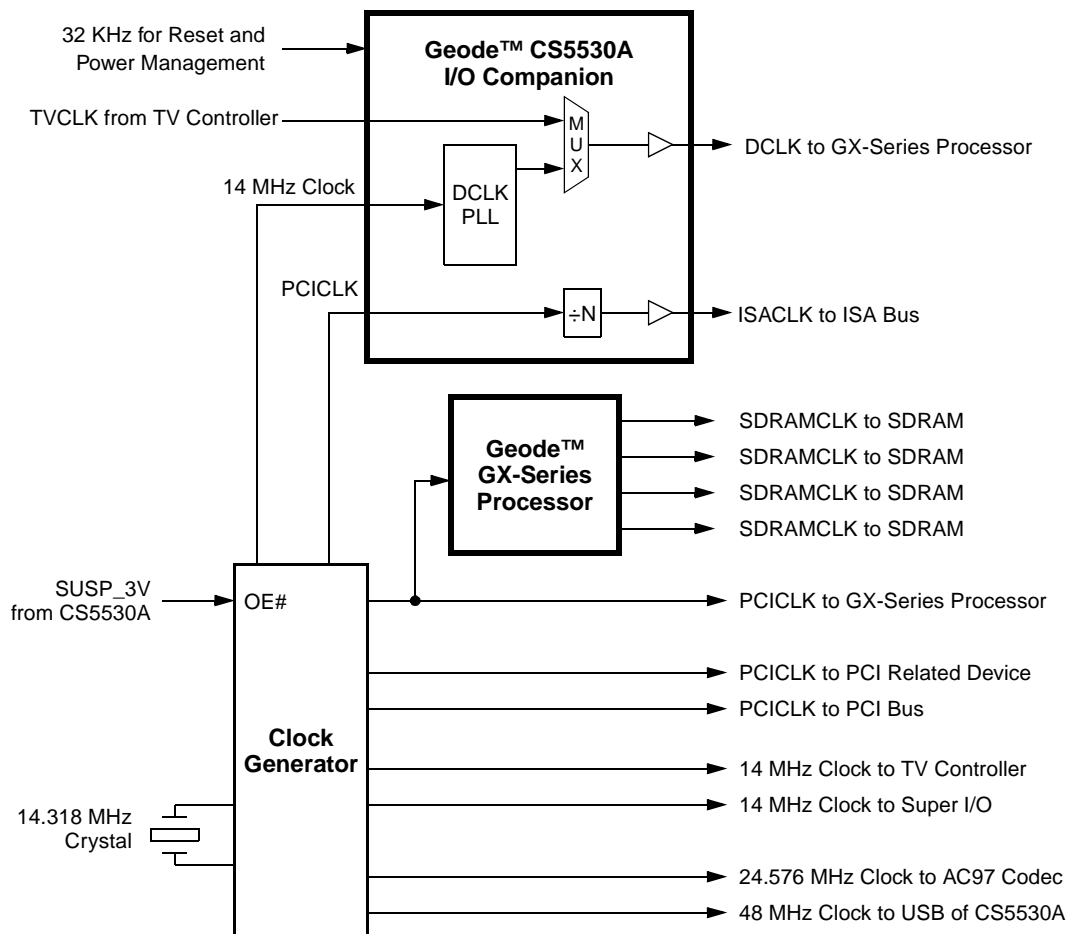 32 KHz for Reset and
Power Management
Geode™ CS5530A
I/O Companion
TVCLK from TV Controller
M
U
X
DCLK to GX-Series Processor
14 MHz Clock
DCLK
PLL
PCICLK
÷N
ISACLK to ISA Bus
Geode™
GX-Series
Processor
SDRAMCLK to SDRAM
SDRAMCLK to SDRAM
SDRAMCLK to SDRAM
SDRAMCLK to SDRAM
SUSP_3V
from CS5530A
OE#
PCICLK to GX-Series Processor
PCICLK to PCI Related Device
PCICLK to PCI Bus
Clock
Generator
14 MHz Clock to TV Controller
14 MHz Clock to Super I/O
14.318 MHz
Crystal
24.576 MHz Clock to AC97 Codec
48 MHz Clock to USB of CS5530A